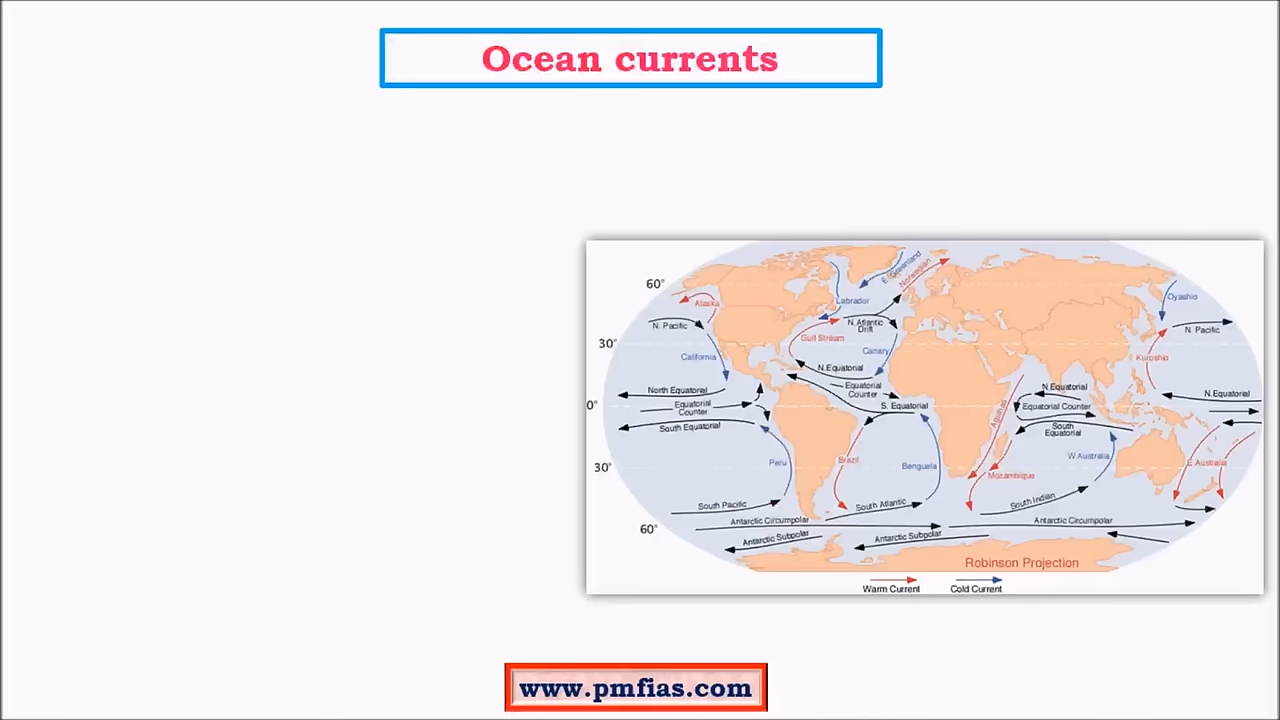 Ocean currents
E. Greenland
Norwegian
60°
Alaska
Labrador
Oyashio
N. Pacific
N.Atlantic
Drift
N. Pacific
Gulf Stream
30°
California
Canary
Kuroshio
N.Equatorial
North Equatorial
Equatorial
Counter
N.Equatorial
N.Equatorial
0°
Equatorial
Counter
S. Equatorial
Equatorial Counter
Agulhas
South Equatorial
South
Equatorial
W.Australia
30°
Peru
Brazil
Benguela
Mozambique
E.Australia
South Pacific
South Atlantic
South Indian
60°
Antarctic Circumpolar
Antarctic Circumpolar
Antarctic Subpolar
Antarctic Subpolar
Robinson Projection
Warm Current
Cold Current
www.pmfias.com